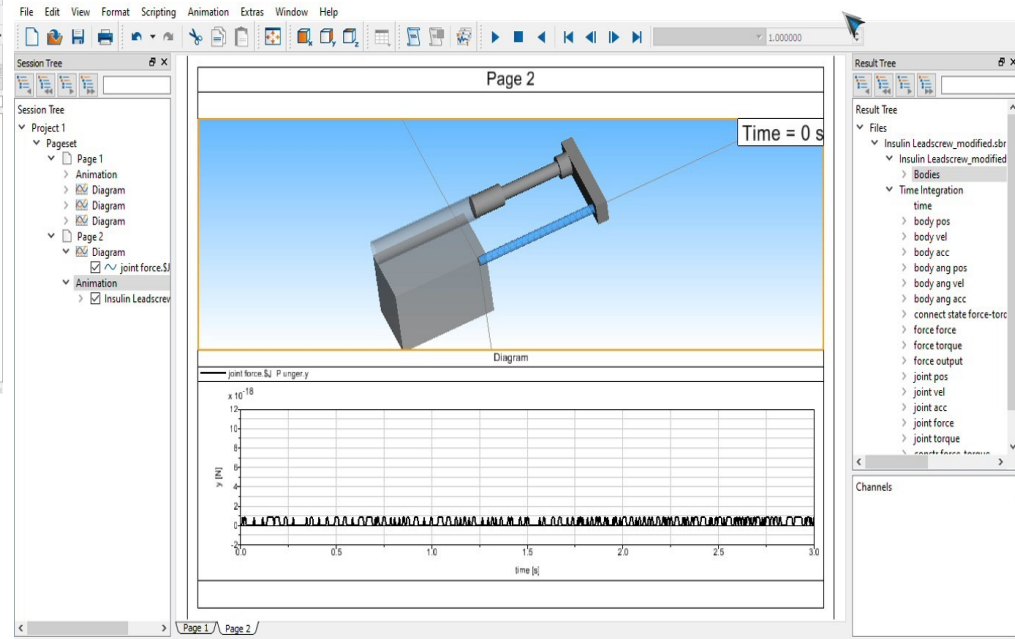 File Edit View Format Scripting Animation Extras Window Help
1.000000
Session Tree
Session Tree
Project 1
Pageset
Page 1
Animation
Diagram
Diagram
Diagram
Page 2
Diagram
joint force.$J
Animation
Insulin Leadscrew
Page 2
Time = 0 s
Diagram
joint force.$J P unger.y
x 10^-18
12
10
8
6
4
2
0
-2
y [N]
0.0 0.5 1.0 1.5 2.0 2.5 3.0
time [s]
Page 1 Page 2
Result Tree
Result Tree
Files
Insulin Leadscrew_modified.sbr
Insulin Leadscrew_modified
Bodies
Time Integration
time
body pos
body vel
body acc
body ang pos
body ang vel
body ang acc
connect state force-torc
force force
force torque
force output
joint pos
joint vel
joint acc
joint force
joint torque
constr force-torque
Channels